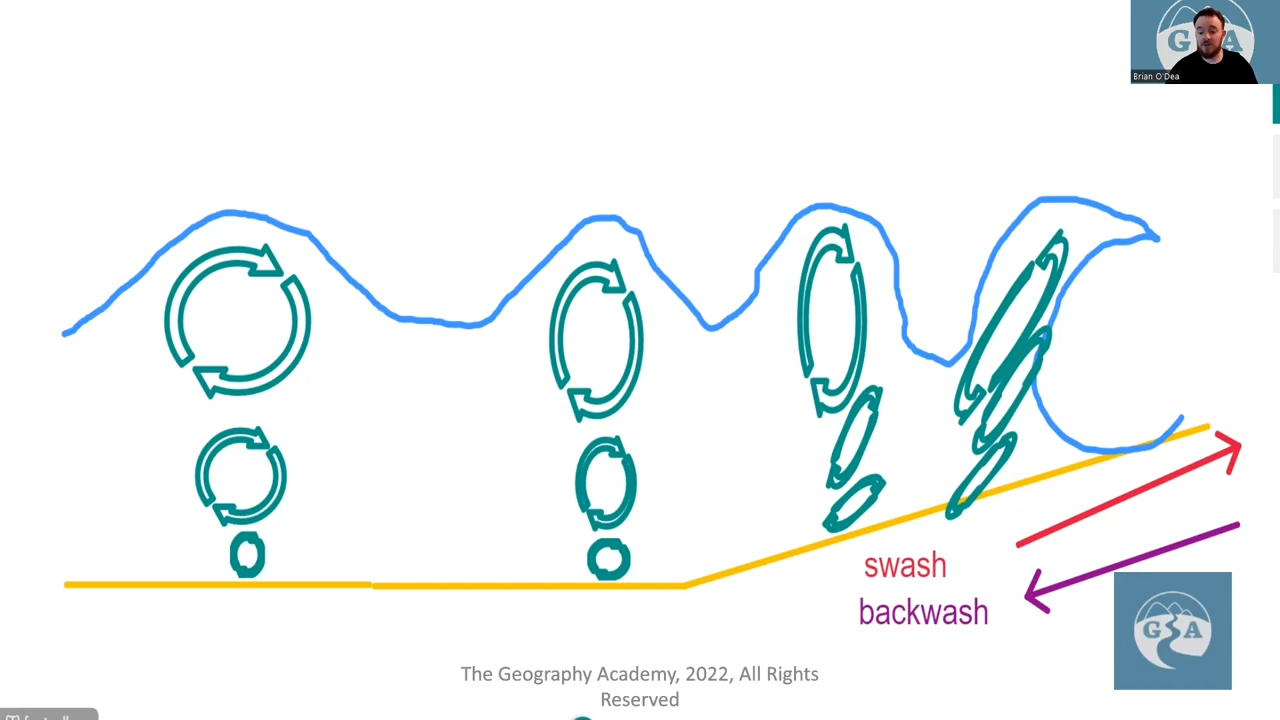 G A
Brian O'Dea
swash
backwash
G A
The Geography Academy, 2022, All Rights
Reserved